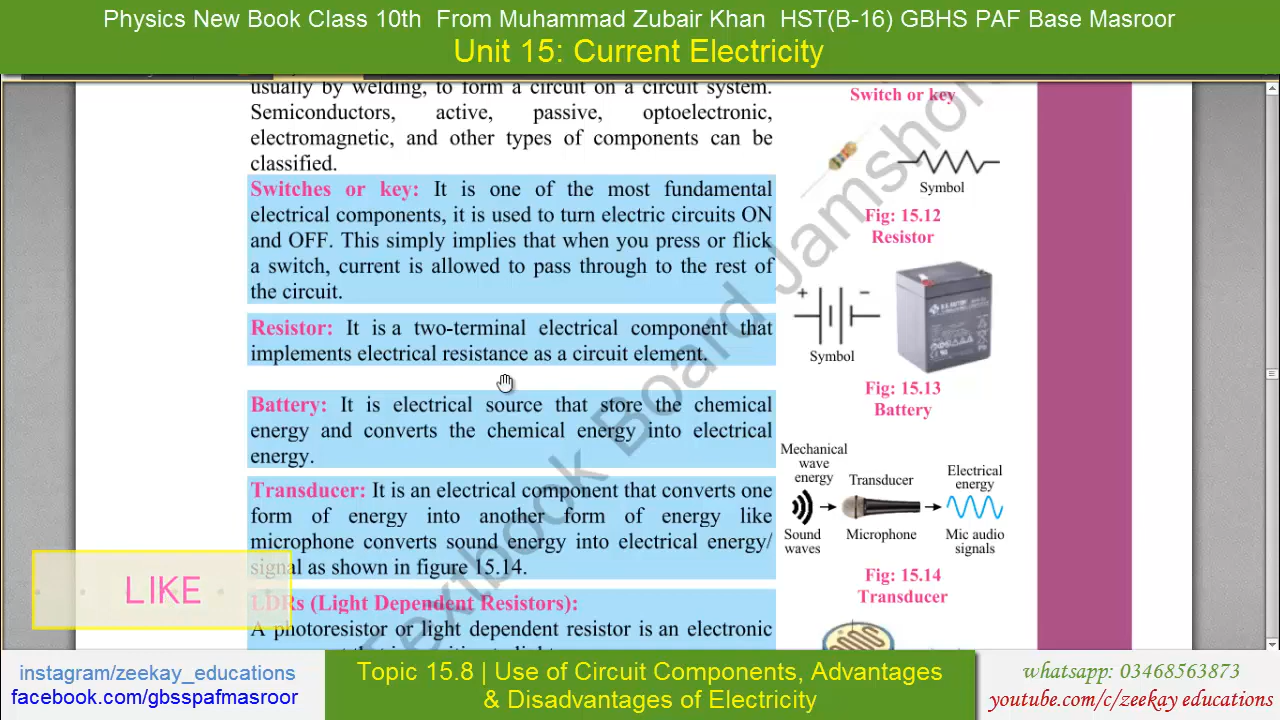 Physics New Book Class 10th From Muhammad Zubair Khan HST(B-16) GBHS PAF Base Masroor
Unit 15: Current Electricity
usually by welding, to form a circuit on a circuit system.
Semiconductors, active, passive, optoelectronic,
electromagnetic, and other types of components can be
classified.
Switches or key: It is one of the most fundamental
electrical components, it is used to turn electric circuits ON
and OFF. This simply implies that when you press or flick
a switch, current is allowed to pass through to the rest of
the circuit.
Resistor: It is a two-terminal electrical component that
implements electrical resistance as a circuit element.
Battery: It is electrical source that store the chemical
energy and converts the chemical energy into electrical
energy.
Transducer: It is an electrical component that converts one
form of energy into another form of energy like
microphone converts sound energy into electrical energy/
signal as shown in figure 15.14.
LDRs (Light Dependent Resistors):
A photoresistor or light dependent resistor is an electronic
Switch or key
Symbol
Fig: 15.12
Resistor
+ −
Symbol
Fig: 15.13
Battery
Mechanical
wave
energy
Transducer
Electrical
energy
Sound
waves
Microphone
Mic audio
signals
Fig: 15.14
Transducer
Textbook Board Jamshoro
LIKE
instagram/zeekay_educations
facebook.com/gbsspafmasroor
Topic 15.8 | Use of Circuit Components, Advantages
& Disadvantages of Electricity
whatsapp: 03468563873
youtube.com/c/zeekay educations